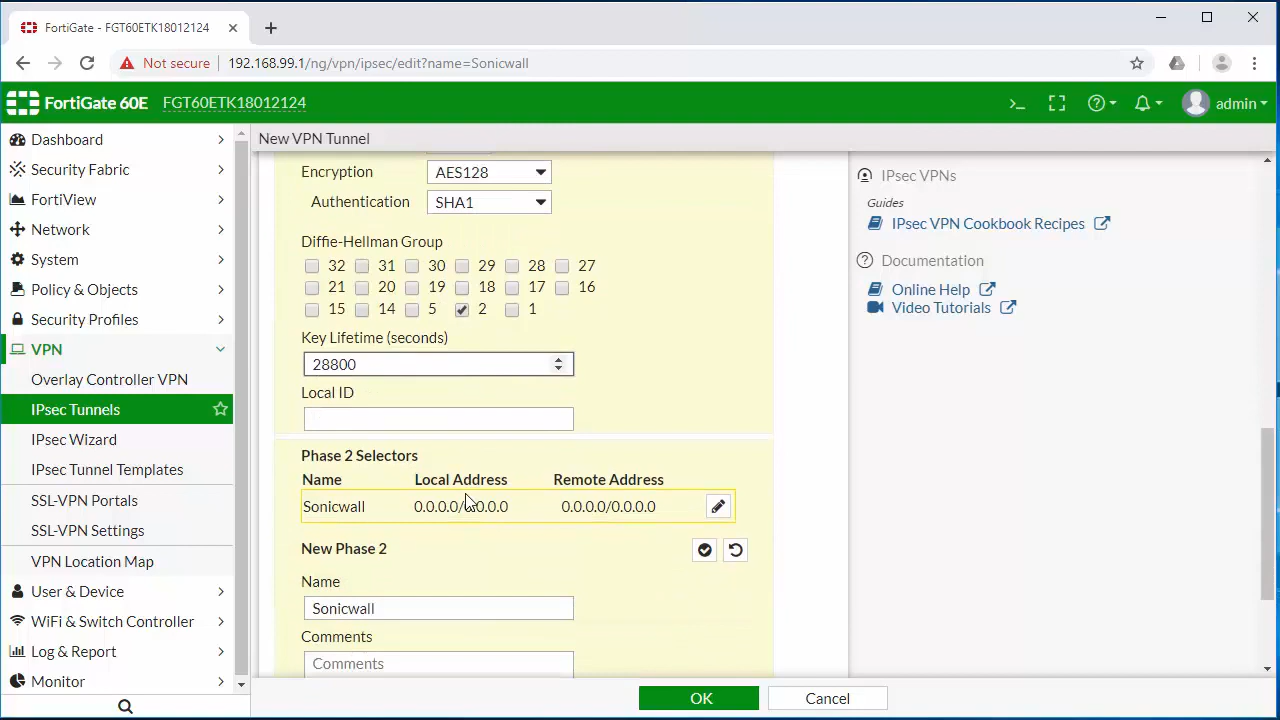 FortiGate - FGT60ETK18012124
Not secure 192.168.99.1/ng/vpn/ipsec/edit?name=Sonicwall
FortiGate 60E FGT60ETK18012124 admin
Dashboard
Security Fabric
FortiView
Network
System
Policy & Objects
Security Profiles
VPN
Overlay Controller VPN
IPsec Tunnels
IPsec Wizard
IPsec Tunnel Templates
SSL-VPN Portals
SSL-VPN Settings
VPN Location Map
User & Device
WiFi & Switch Controller
Log & Report
Monitor
New VPN Tunnel
Encryption AES128
Authentication SHA1
Diffie-Hellman Group
32 31 30 29 28 27
21 20 19 18 17 16
15 14 5 2 1
Key Lifetime (seconds)
28800
Local ID
Phase 2 Selectors
Name Local Address Remote Address
Sonicwall 0.0.0.0/0.0.0.0 0.0.0.0/0.0.0.0
New Phase 2
Name
Sonicwall
Comments
Comments
OK Cancel
IPsec VPNs
Guides
IPsec VPN Cookbook Recipes
Documentation
Online Help
Video Tutorials